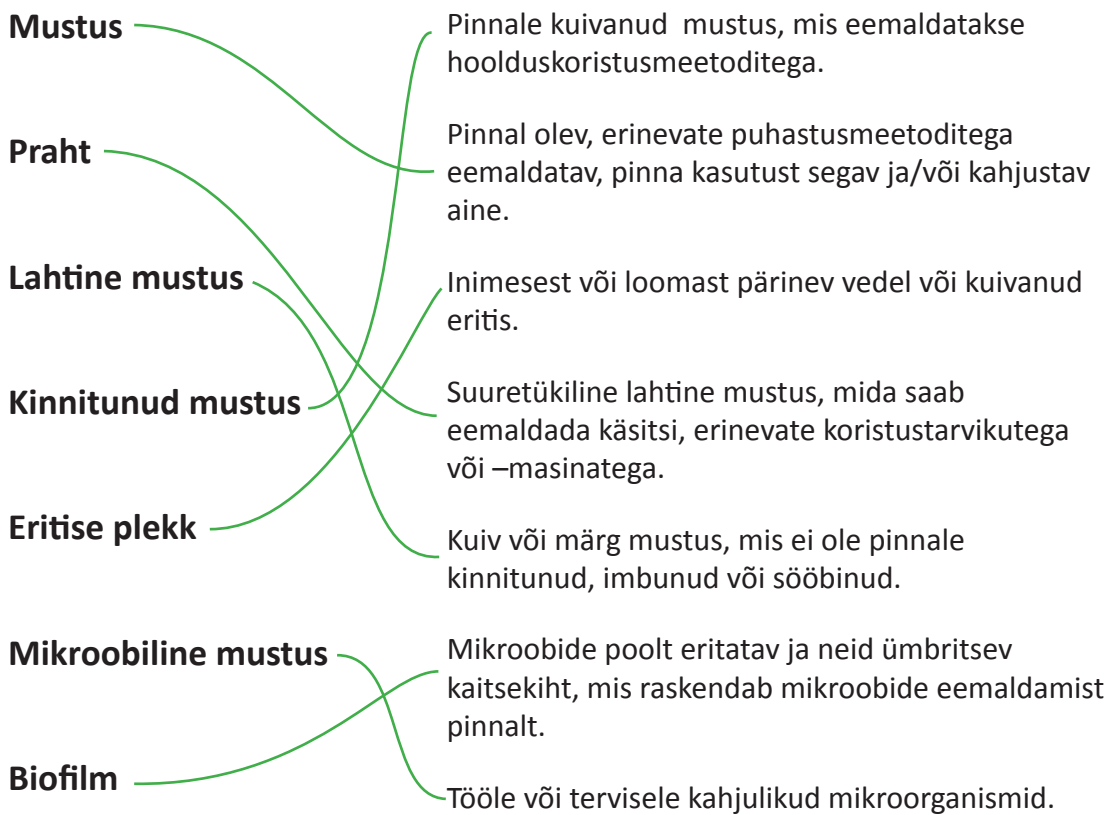 Mustus
Praht
Lahtine mustus
Kinnitunud mustus
Eritise plekk
Mikroobiline mustus
Biofilm
Pinnale kuivanud mustus, mis eemaldatakse
hoolduskoristusmeetoditega.
Pinnal olev, erinevate puhastusmeetoditega
eemaldatav, pinna kasutust segav ja/või kahjustav
aine.
Inimesest või loomast pärinev vedel või kuivanud
eritis.
Suuretükiline lahtine mustus, mida saab
eemaldada käsitsi, erinevate koristustarvikutega
või –masinatega.
Kuiv või märg mustus, mis ei ole pinnale
kinnitunud, imbunud või sööbinud.
Mikroobide poolt eritatav ja neid ümbritsev
kaitsekiht, mis raskendab mikroobide eemaldamist
pinnalt.
Tööle või tervisele kahjulikud mikroorganismid.